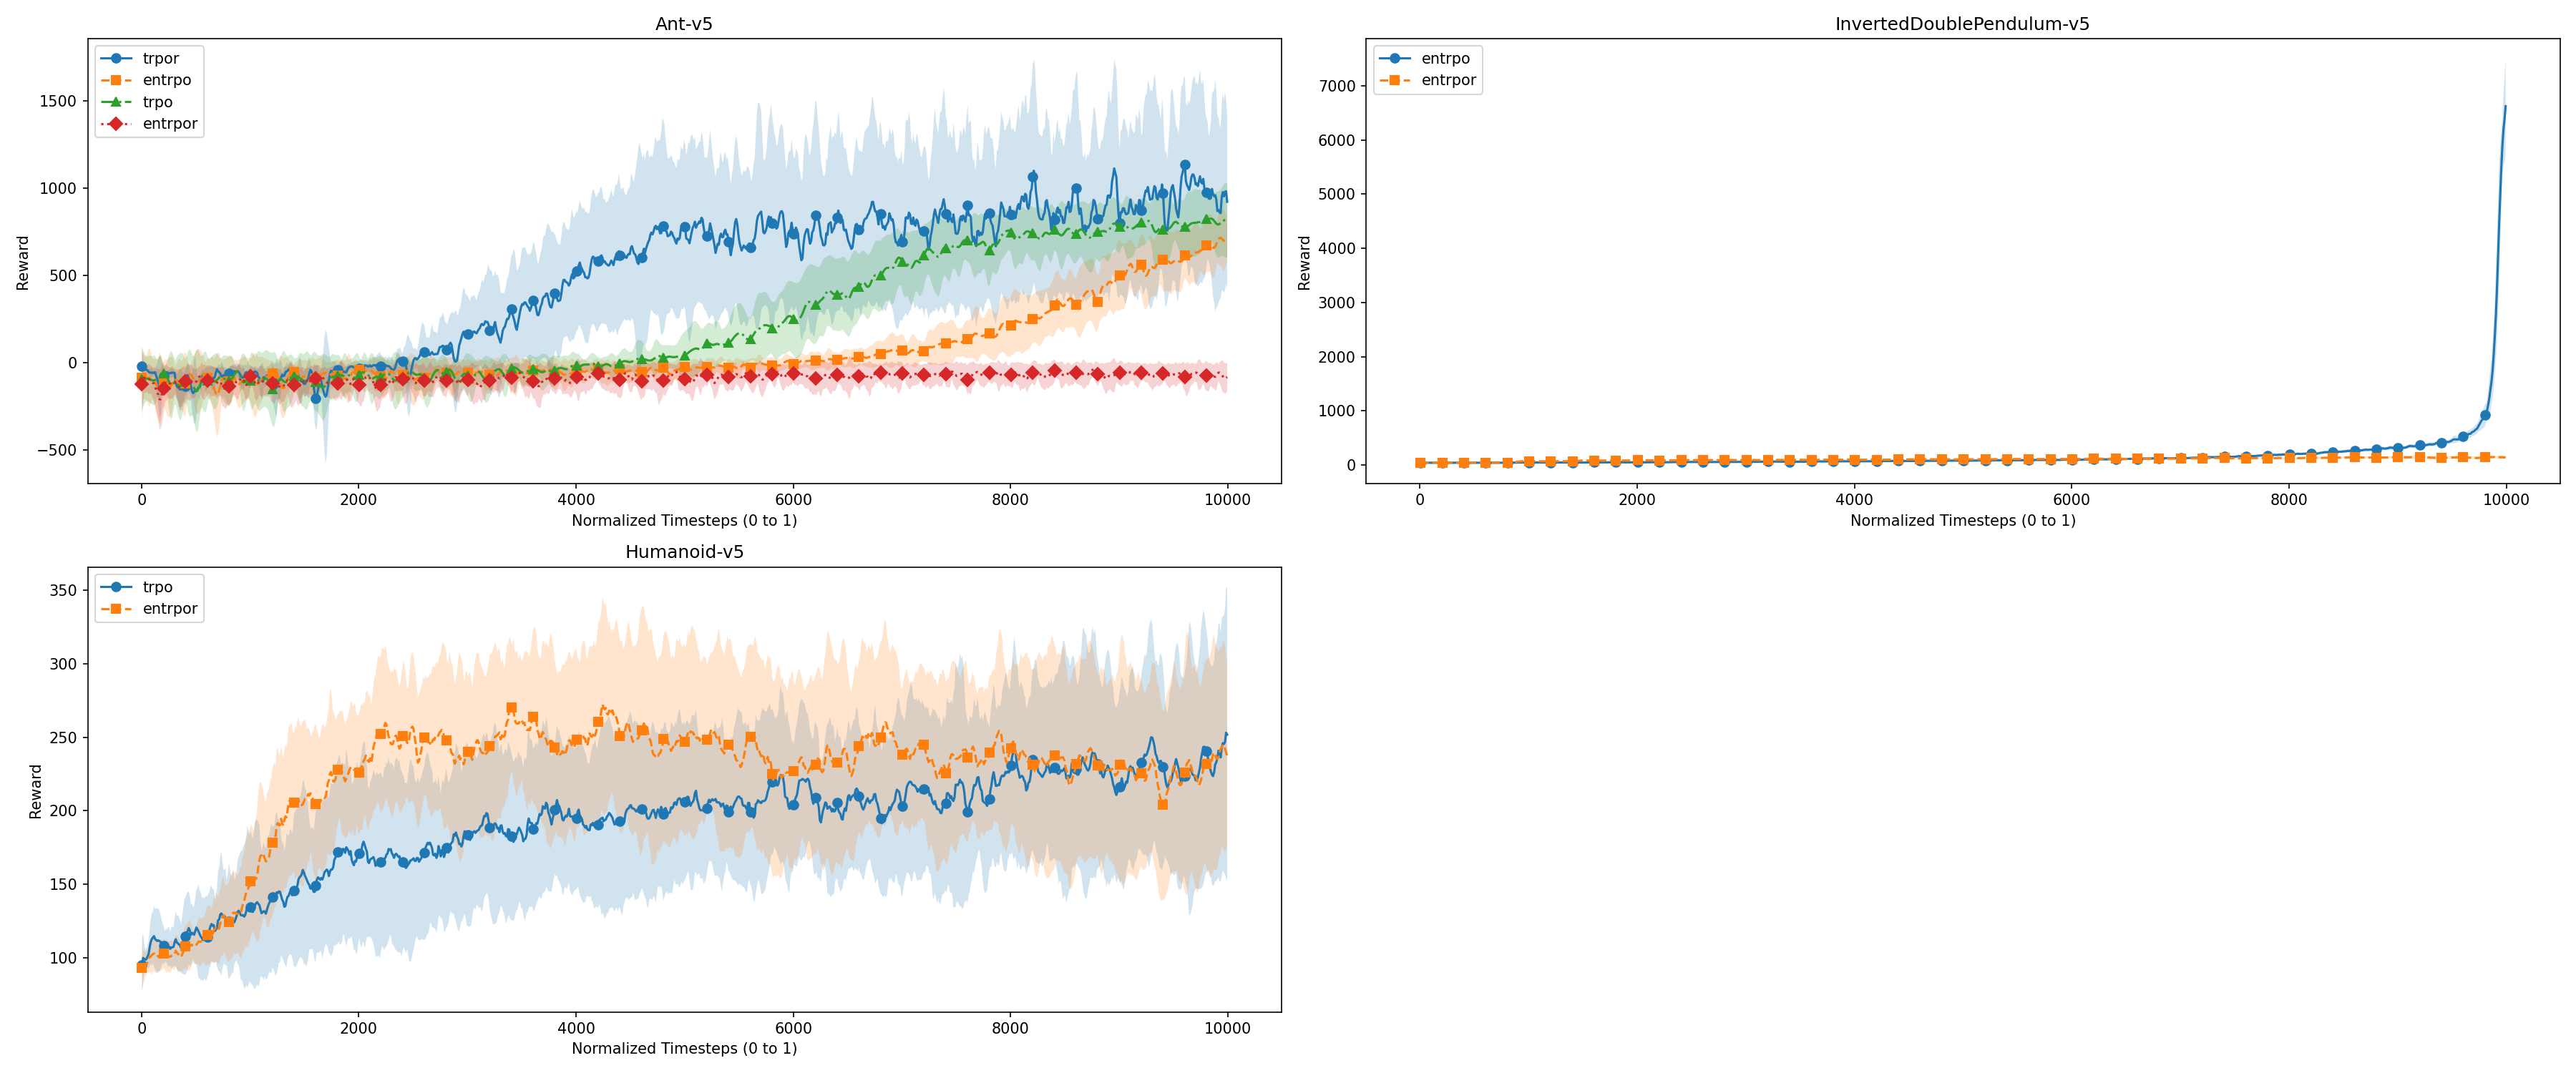 Ant-v5
trpor
entrpo
trpo
entrpor
1500
1000
500
0
−500
Reward
0 2000 4000 6000 8000 10000
Normalized Timesteps (0 to 1)
InvertedDoublePendulum-v5
entrpo
entrpor
7000
6000
5000
4000
3000
2000
1000
0
Reward
0 2000 4000 6000 8000 10000
Normalized Timesteps (0 to 1)
Humanoid-v5
trpo
entrpor
350
300
250
200
150
100
Reward
0 2000 4000 6000 8000 10000
Normalized Timesteps (0 to 1)